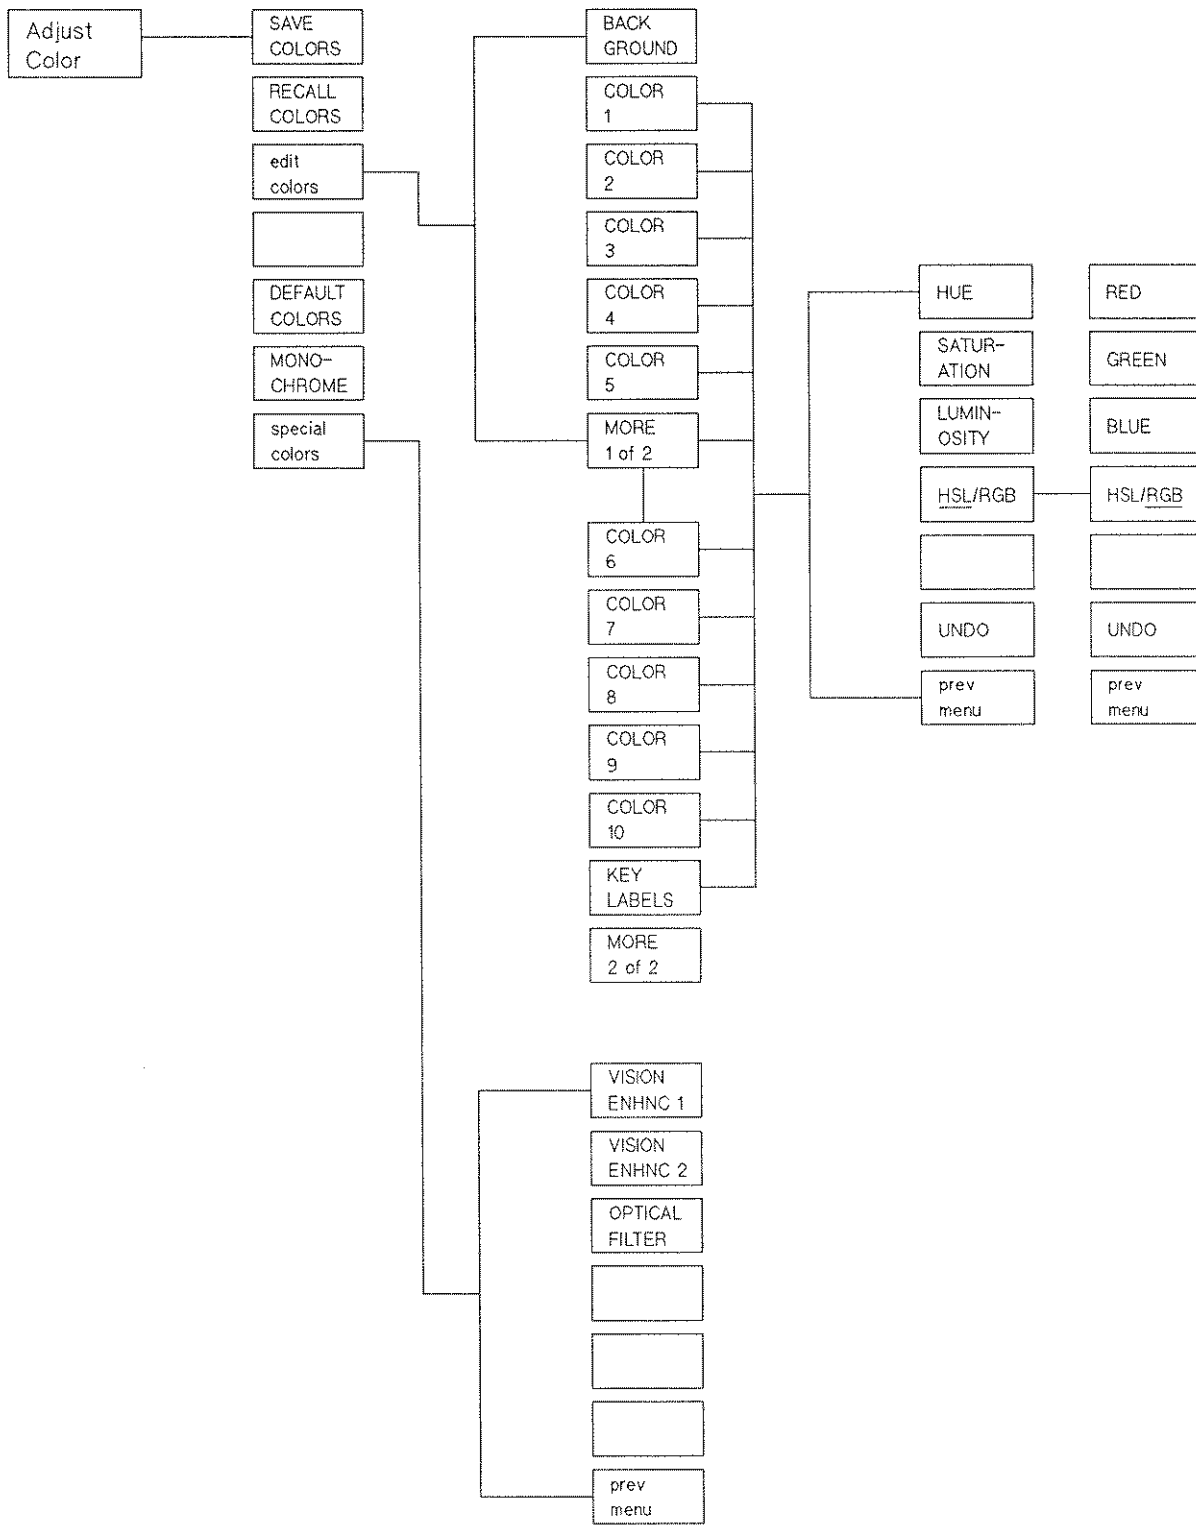 Adjust
Color
SAVE
COLORS
RECALL
COLORS
edit
colors
DEFAULT
COLORS
MONO-
CHROME
special
colors
BACK
GROUND
COLOR
1
COLOR
2
COLOR
3
COLOR
4
COLOR
5
MORE
1 of 2
COLOR
6
COLOR
7
COLOR
8
COLOR
9
COLOR
10
KEY
LABELS
MORE
2 of 2
HUE
SATUR-
ATION
LUMIN-
OSITY
HSL/RGB
UNDO
prev
menu
RED
GREEN
BLUE
HSL/RGB
UNDO
prev
menu
VISION
ENHNC 1
VISION
ENHNC 2
OPTICAL
FILTER
prev
menu